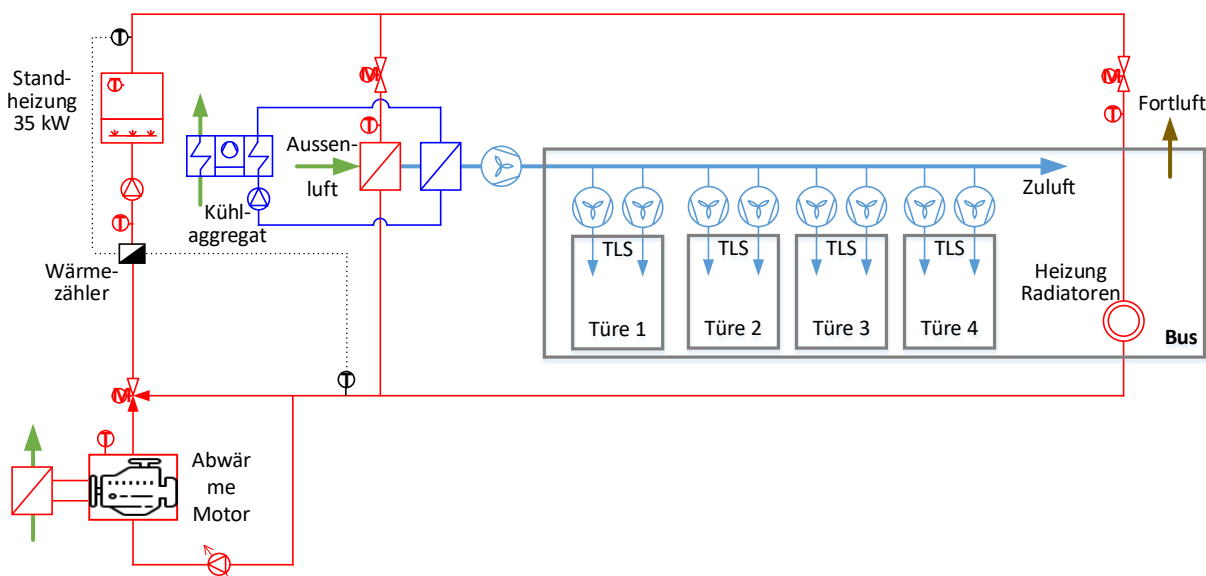 T
Stand-
heizung
35 kW
T
M
M
T
T
Fortluft
Aussen-
luft
Kühl-
aggregat
Zuluft
T
Wärme-
zähler
TLS
TLS
TLS
TLS
Heizung
Radiatoren
Türe 1
Türe 2
Türe 3
Türe 4
Bus
T
M
T
Abwär
me
Motor